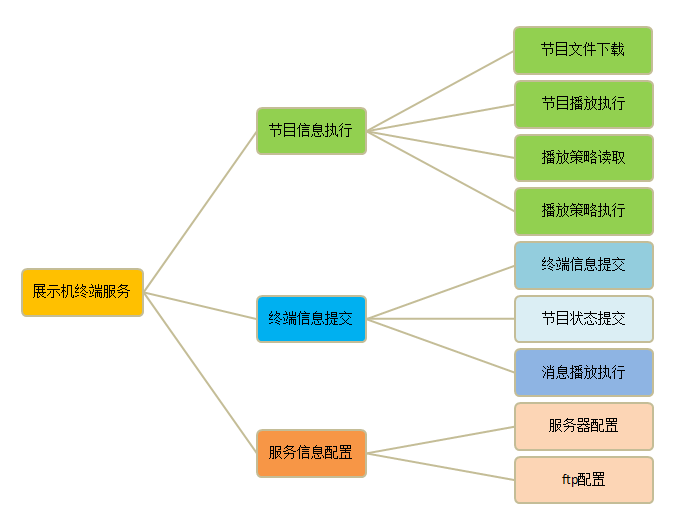 节目文件下载
节目播放执行
节目信息执行
播放策略读取
播放策略执行
终端信息提交
展示机终端服务
终端信息提交
节目状态提交
消息播放执行
服务器配置
服务信息配置
ftp配置